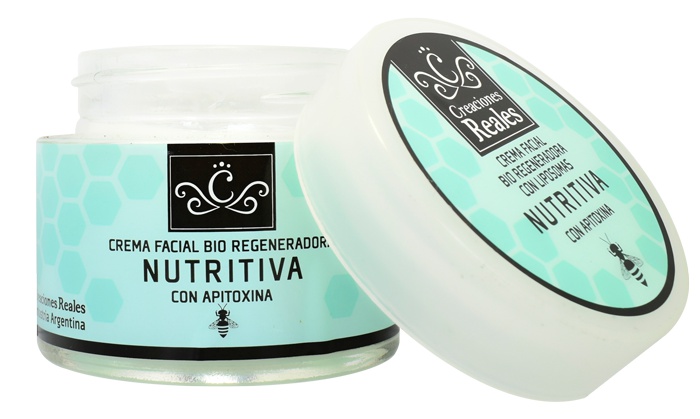 C
CREMA FACIAL BIO REGENERADOR
NUTRITIVA
CON APITOXINA
Reales
Argentina
C
Creaciones
Reales
CREMA FACIAL
BIO REGENERADORA
CON LIPOSOMAS
NUTRITIVA
CON APITOXINA